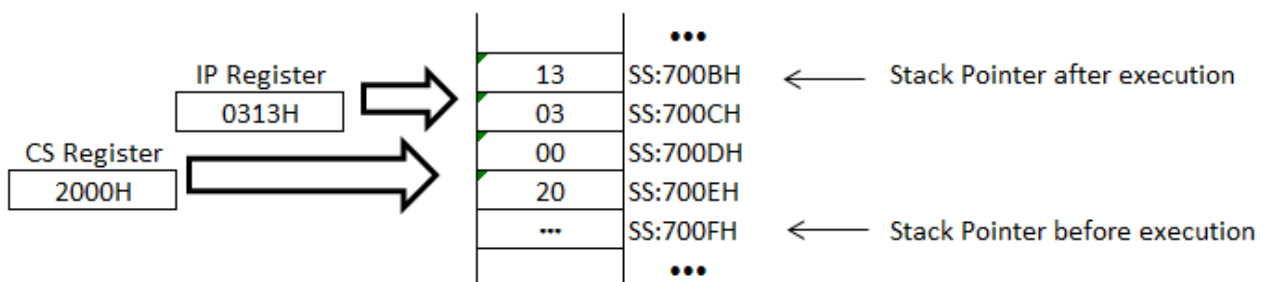 •••
IP Register 13 SS:700BH Stack Pointer after execution
0313H 03 SS:700CH
CS Register 00 SS:700DH
2000H 20 SS:700EH
... SS:700FH Stack Pointer before execution
•••